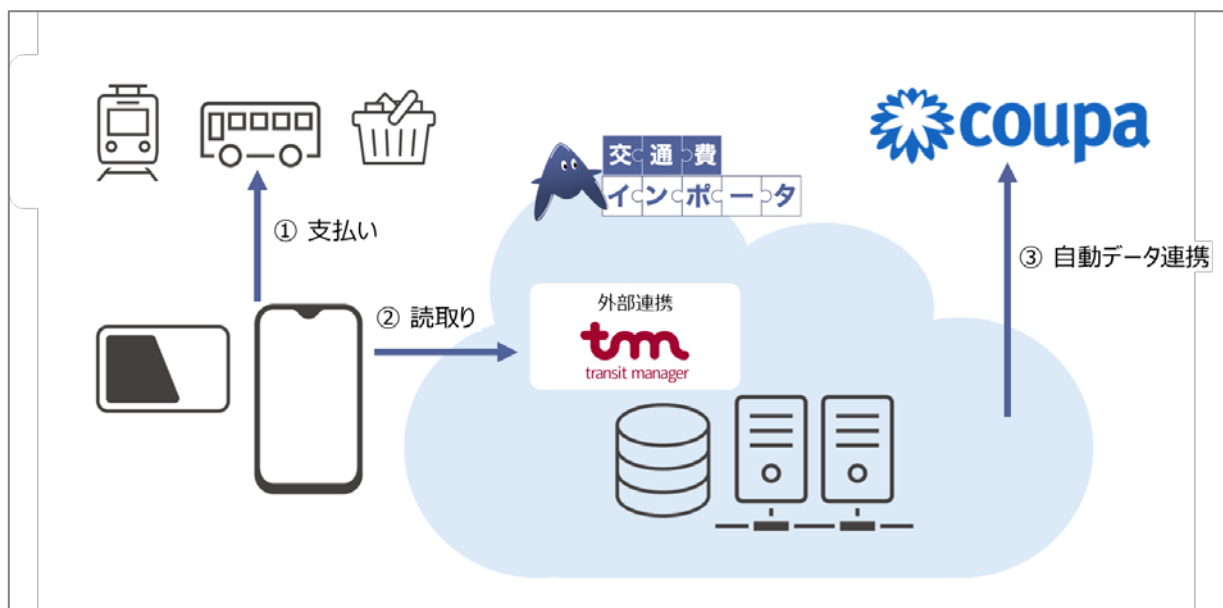 coupa
交通費
インポータ
① 支払い
③ 自動データ連携
外部連携
② 読取り
tm
transit manager